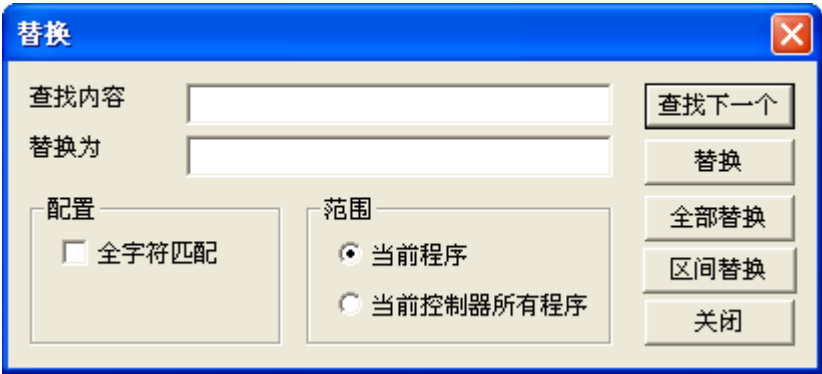 替换
查找内容
查找下一个
替换为
替换
配置
范围
全部替换
全字符匹配
当前程序
区间替换
当前控制器所有程序
关闭